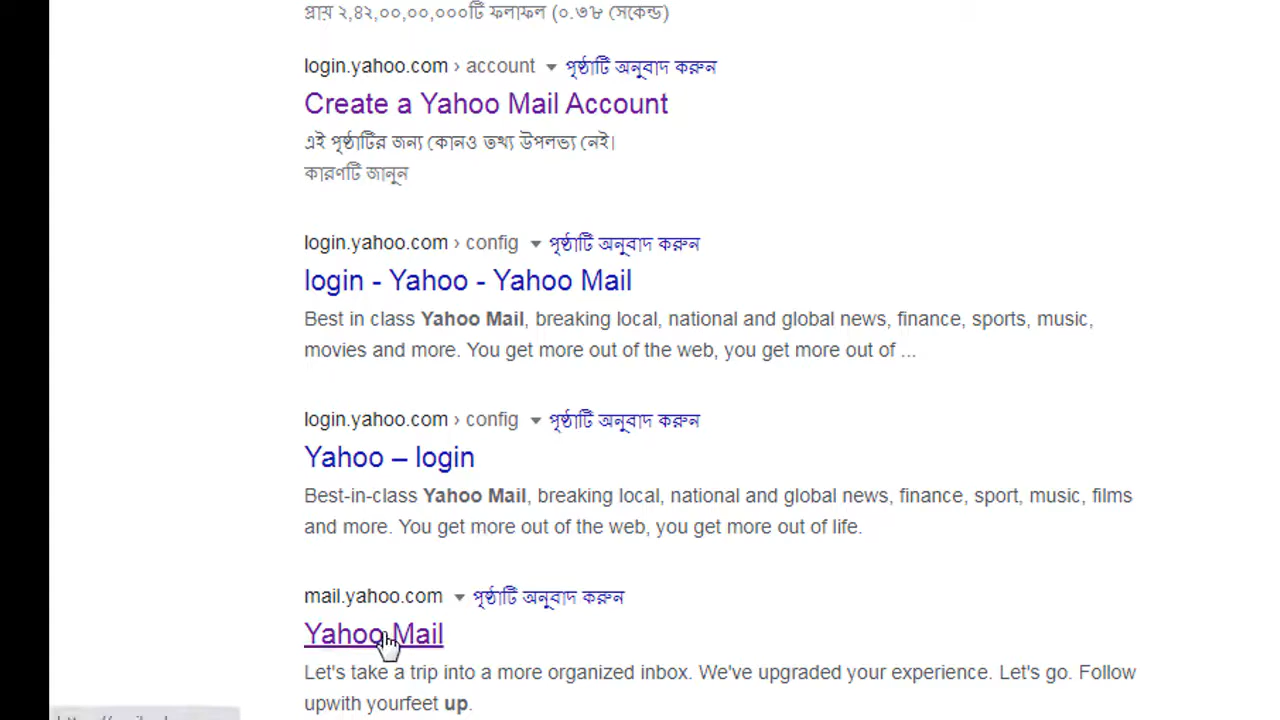 প্রায় ২,৪২,০০,০০,০০০টি ফলাফল (০.৩৮ সেকেন্ড)
login.yahoo.com › account ▼ পৃষ্ঠাটি অনুবাদ করুন
Create a Yahoo Mail Account
এই পৃষ্ঠাটির জন্য কোনও তথ্য উপলভ্য নেই।
কারণটি জানুন
login.yahoo.com › config ▼ পৃষ্ঠাটি অনুবাদ করুন
login - Yahoo - Yahoo Mail
Best in class Yahoo Mail, breaking local, national and global news, finance, sports, music,
movies and more. You get more out of the web, you get more out of ...
login.yahoo.com › config ▼ পৃষ্ঠাটি অনুবাদ করুন
Yahoo – login
Best-in-class Yahoo Mail, breaking local, national and global news, finance, sport, music, films
and more. You get more out of the web, you get more out of life.
mail.yahoo.com ▼ পৃষ্ঠাটি অনুবাদ করুন
Yahoo Mail
Let's take a trip into a more organized inbox. We've upgraded your experience. Let's go. Follow
upwith yourfeet up.